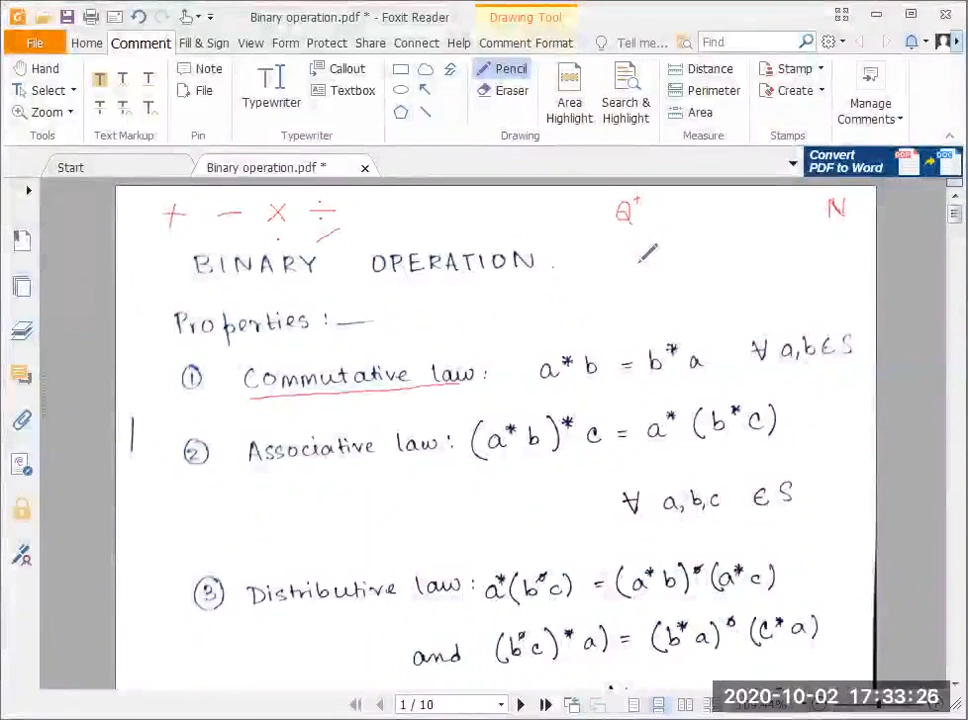 Binary operation.pdf * - Foxit Reader
Drawing Tool
File Home Comment Fill & Sign View Form Protect Share Connect Help Comment Format Tell me... Find
Hand
Select
Zoom
Tools
Text Markup
Note
File
Pin
Typewriter
Callout
Textbox
Typewriter
Pencil
Eraser
Area Highlight
Search & Highlight
Drawing
Distance
Perimeter
Area
Measure
Stamp
Create
Stamps
Manage Comments
Start
Binary operation.pdf *
Convert PDF to Word
+ − × ÷ Q⁺ N
BINARY OPERATION.
Properties : —
① Commutative law: a * b = b * a ∀ a,b ∈ S
② Associative law: (a * b) * c = a * (b * c)
∀ a,b,c ∈ S
③ Distributive law: a*(b°c) = (a*b)°(a*c)
and (b°c)*a) = (b*a)°(c*a)
1 / 10
2020-10-02 17:33:26